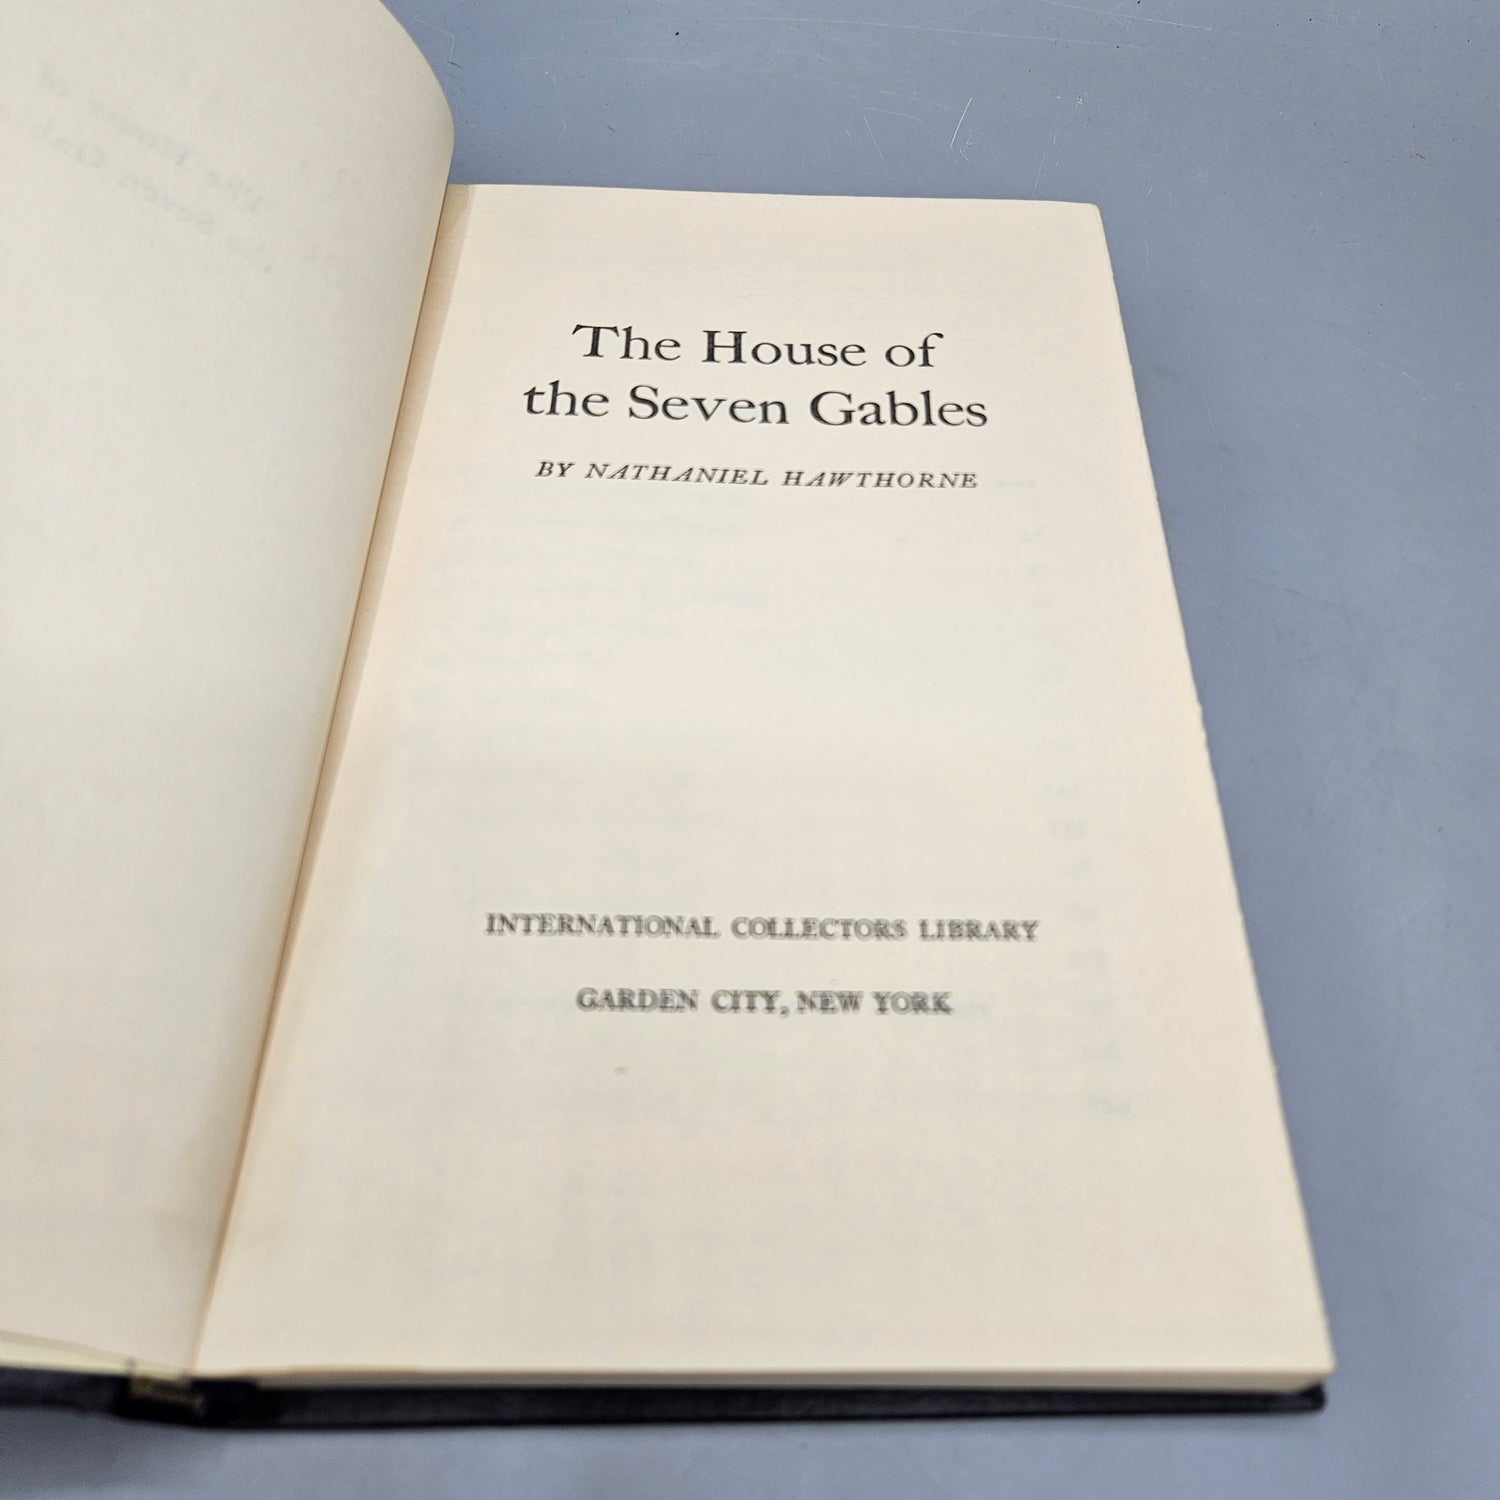 The House of
the Seven Gables
BY NATHANIEL HAWTHORNE
INTERNATIONAL COLLECTORS LIBRARY
GARDEN CITY, NEW YORK